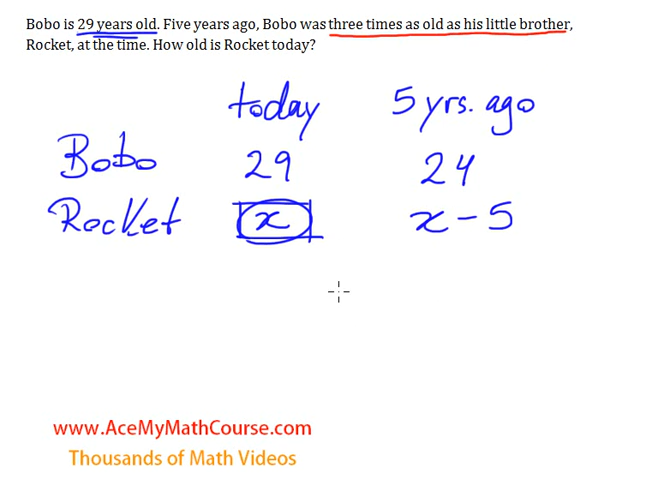 Bobo is 29 years old. Five years ago, Bobo was three times as old as his little brother,
Rocket, at the time. How old is Rocket today?
today 5 yrs. ago
Bobo 29 24
Rocket x x - 5
www.AceMyMathCourse.com
Thousands of Math Videos